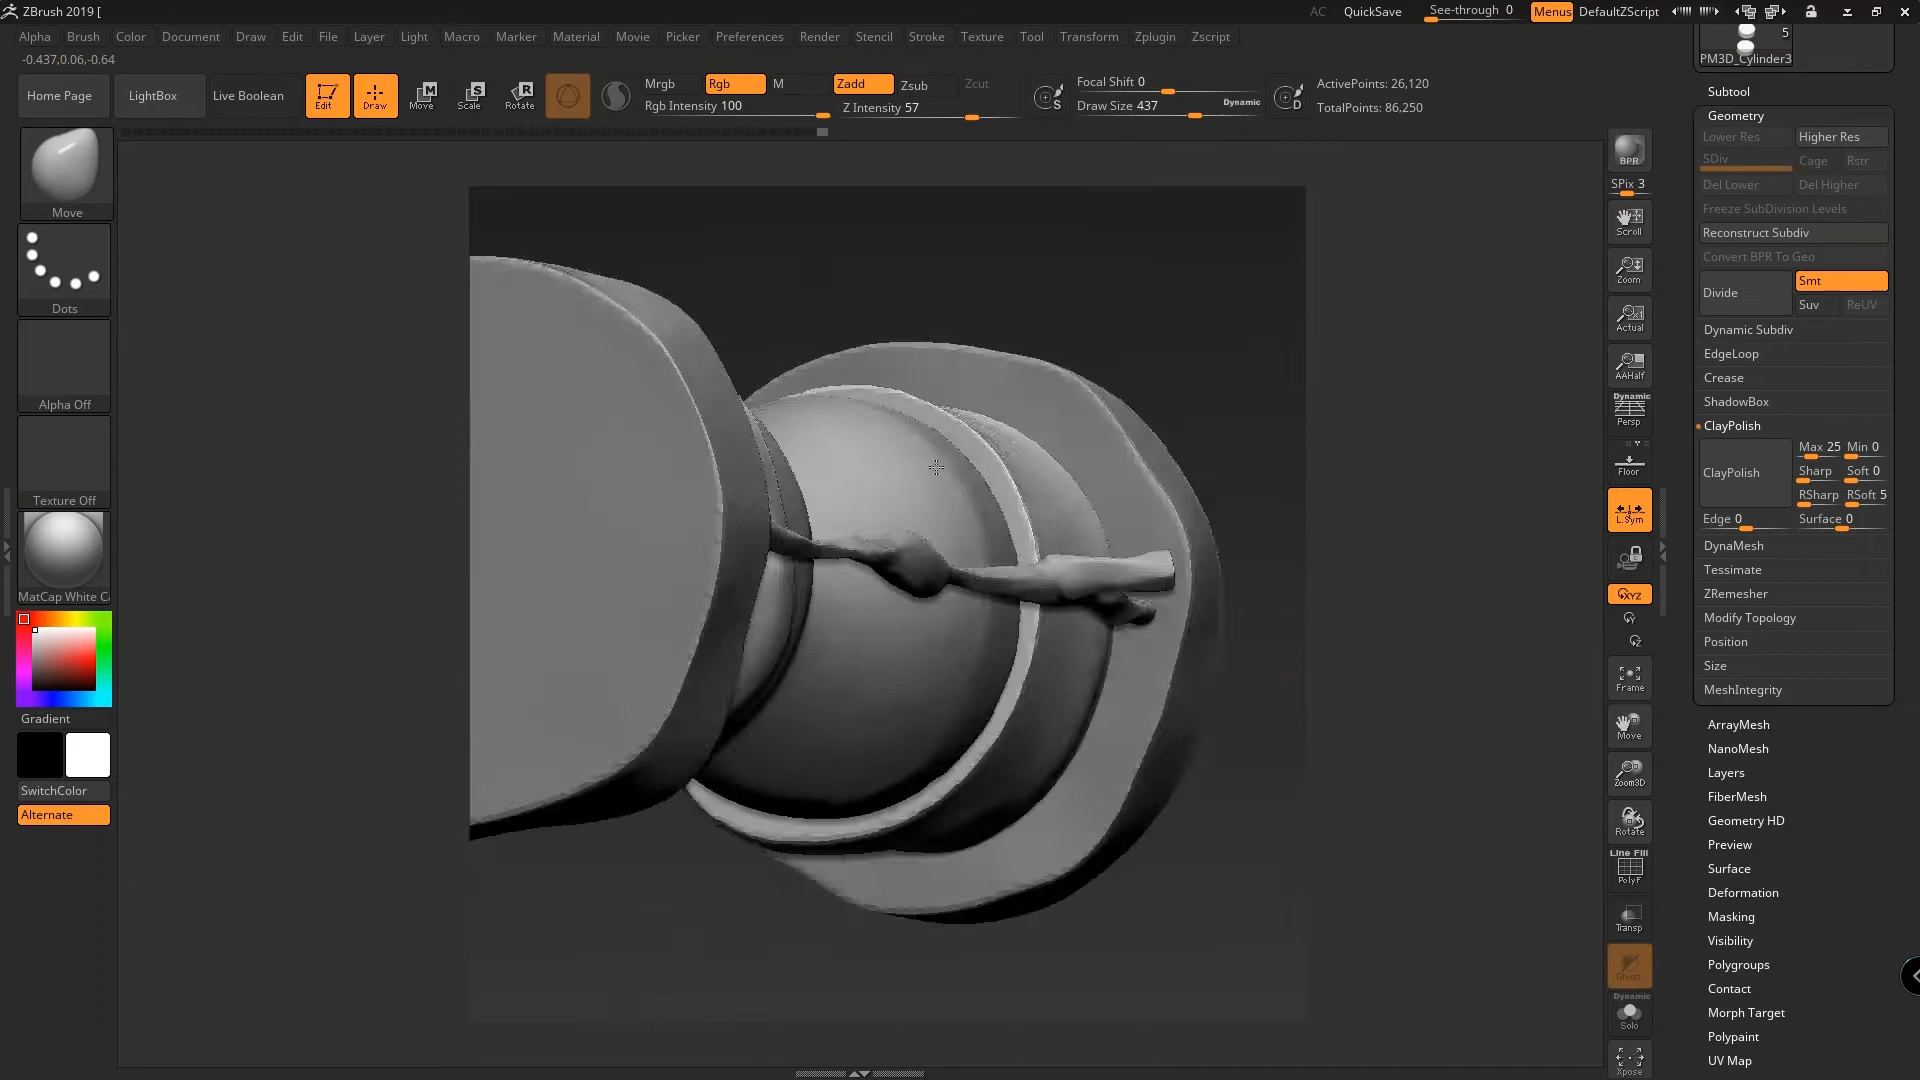 ZBrush 2019 [
AC QuickSave See-through 0 Menus DefaultZScript
Alpha Brush Color Document Draw Edit File Layer Light Macro Marker Material Movie Picker Preferences Render Stencil Stroke Texture Tool Transform Zplugin Zscript
-0.437,0.06,-0.64
Home Page LightBox Live Boolean Edit Draw Move Scale Rotate
M S R
Mrgb Rgb M Zadd Zsub Zcut
Rgb Intensity 100 Z Intensity 57
S Focal Shift 0
Draw Size 437 Dynamic D
ActivePoints: 26,120
TotalPoints: 86,250
Move
Dots
Alpha Off
Texture Off
MatCap White C
Gradient
SwitchColor
Alternate
BPR
SPix 3
Scroll
Zoom
Actual
AAHalf
Dynamic
Persp
Floor
L.Sym
XYZ
Y
Z
Frame
Move
Zoom3D
Rotate
Line Fill
PolyF
Transp
Ghost
Dynamic
Solo
Xpose
5
PM3D_Cylinder3
Subtool
Geometry
Lower Res Higher Res
SDiv Cage Rstr
Del Lower Del Higher
Freeze SubDivision Levels
Reconstruct Subdiv
Convert BPR To Geo
Divide Smt
Suv ReUV
Dynamic Subdiv
EdgeLoop
Crease
ShadowBox
ClayPolish
ClayPolish Max 25 Min 0
Sharp Soft 0
RSharp RSoft 5
Edge 0 Surface 0
DynaMesh
Tessimate
ZRemesher
Modify Topology
Position
Size
MeshIntegrity
ArrayMesh
NanoMesh
Layers
FiberMesh
Geometry HD
Preview
Surface
Deformation
Masking
Visibility
Polygroups
Contact
Morph Target
Polypaint
UV Map